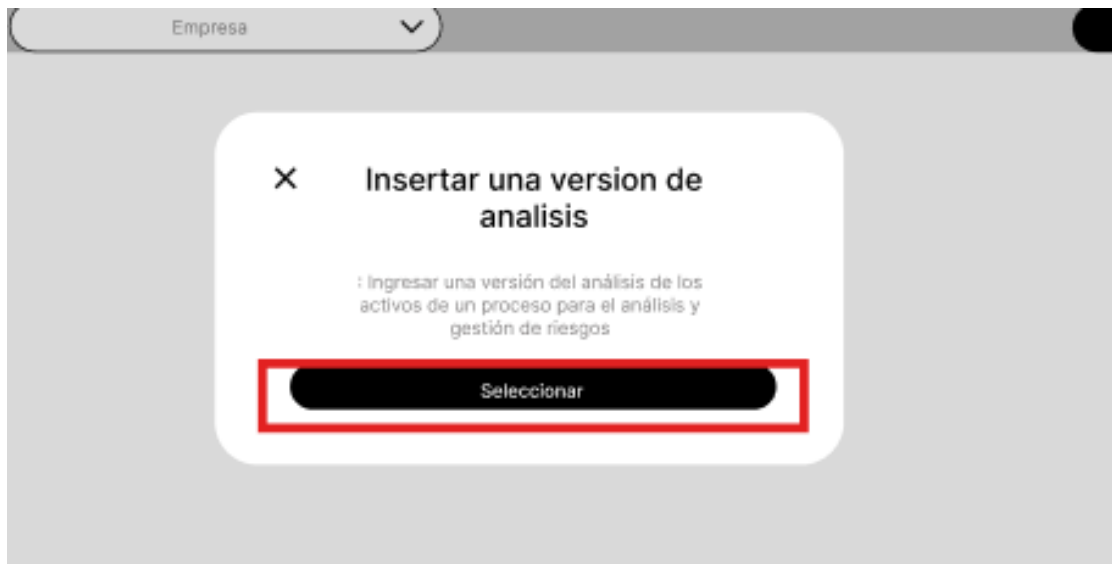 Empresa
Insertar una version de
analisis
: Ingresar una versión del análisis de los
activos de un proceso para el análisis y
gestión de riesgos
Seleccionar